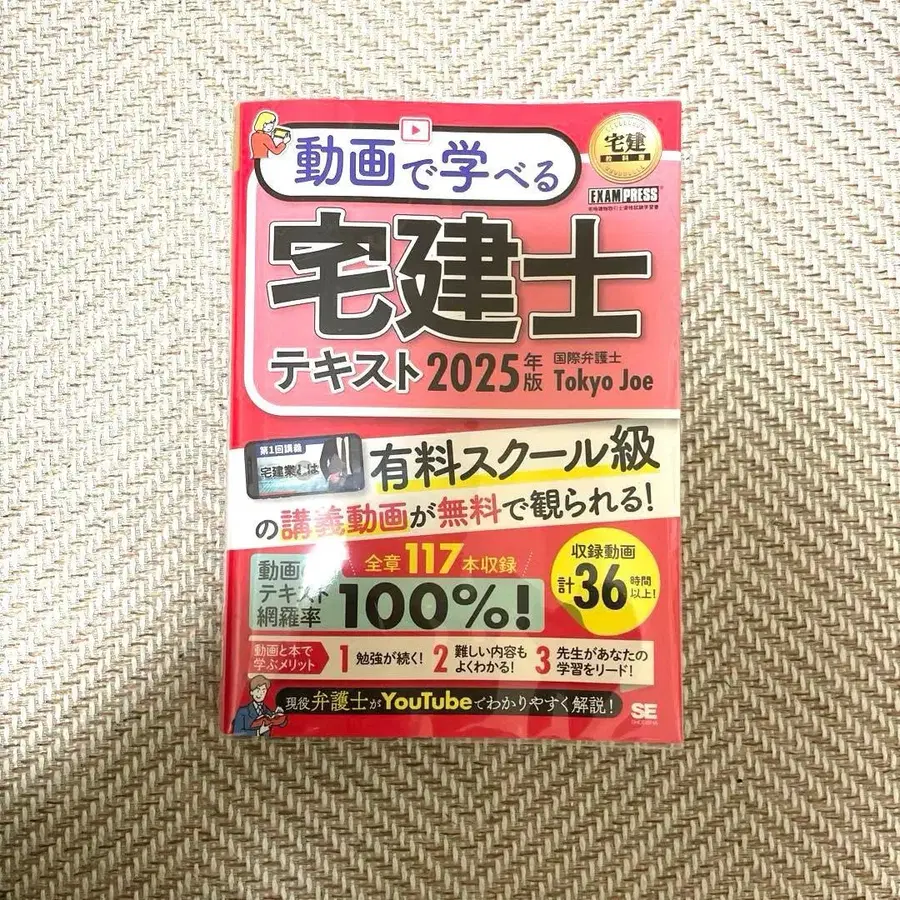 動画で学べる
宅建
教科書
EXAMPRESS
宅建士
テキスト 2025年版
国際弁護士
Tokyo Joe
第1回講義
宅建業
は
有料スクール級
の講義動画が無料で観られる!
全章117本収録
動画の
テキスト
網羅率
100%!
収録動画
計36時間以上!
動画と本で
学ぶメリット
1 勉強が続く!
2 難しい内容も
よくわかる!
3 先生があなたの
学習をリード!
現役弁護士がYouTubeでわかりやすく解説!
SE
SHOEISHA